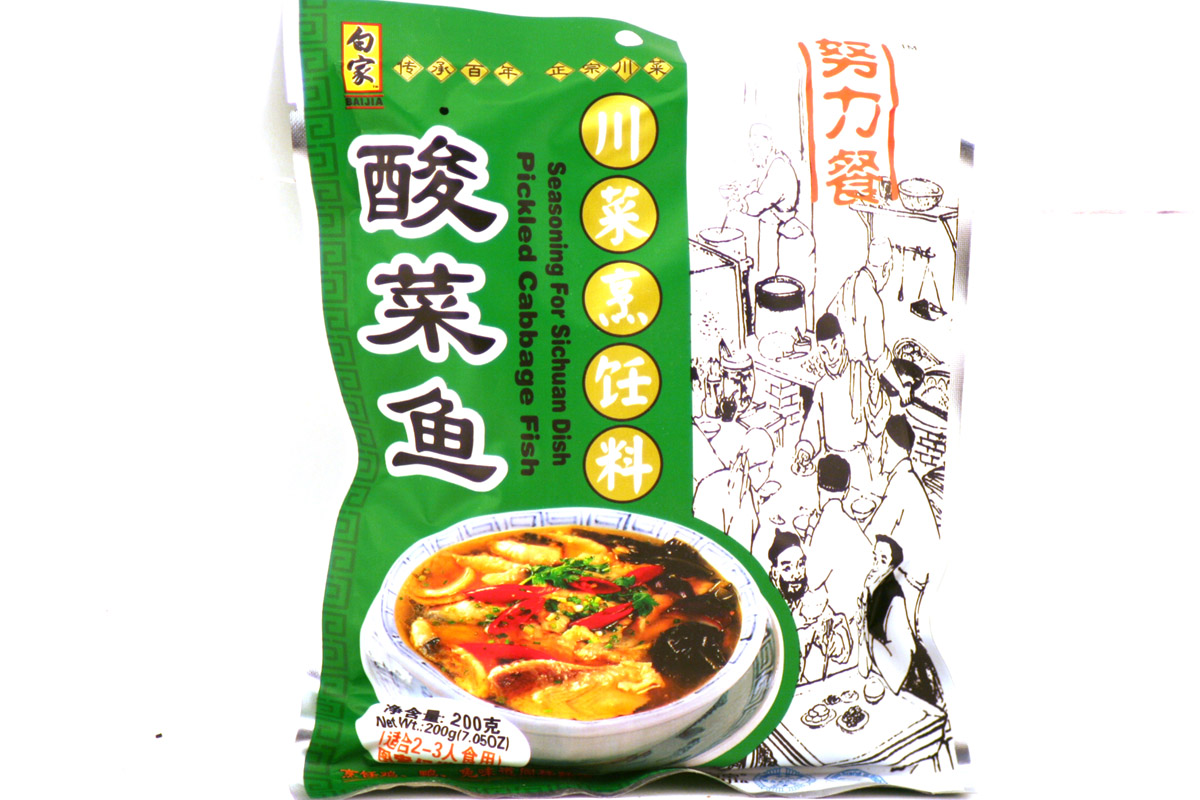 白家
BAIJIA
传承百年 正宗川菜
努力餐
TM
酸菜鱼
Seasoning For Sichuan Dish
Pickled Cabbage Fish
川菜烹饪料
净含量: 200克
Net Wt.:200g(7.05OZ)
(适合2-3人食用)